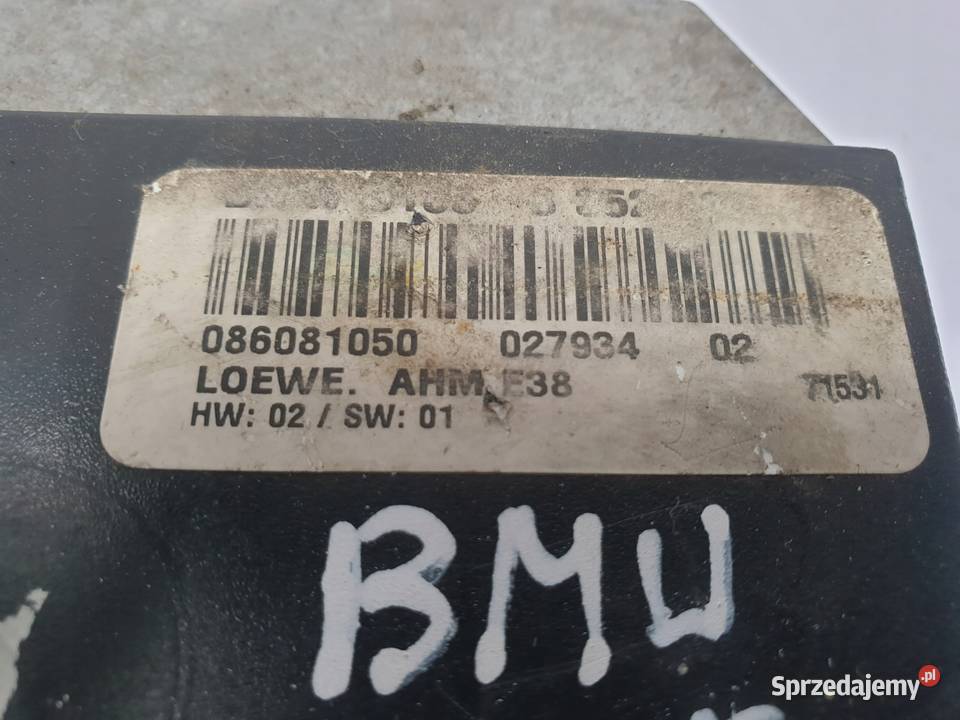 086081050 027934 02
LOEWE. AHM E38 71531
HW: 02 / SW: 01
BMW
Sprzedajemy.pl